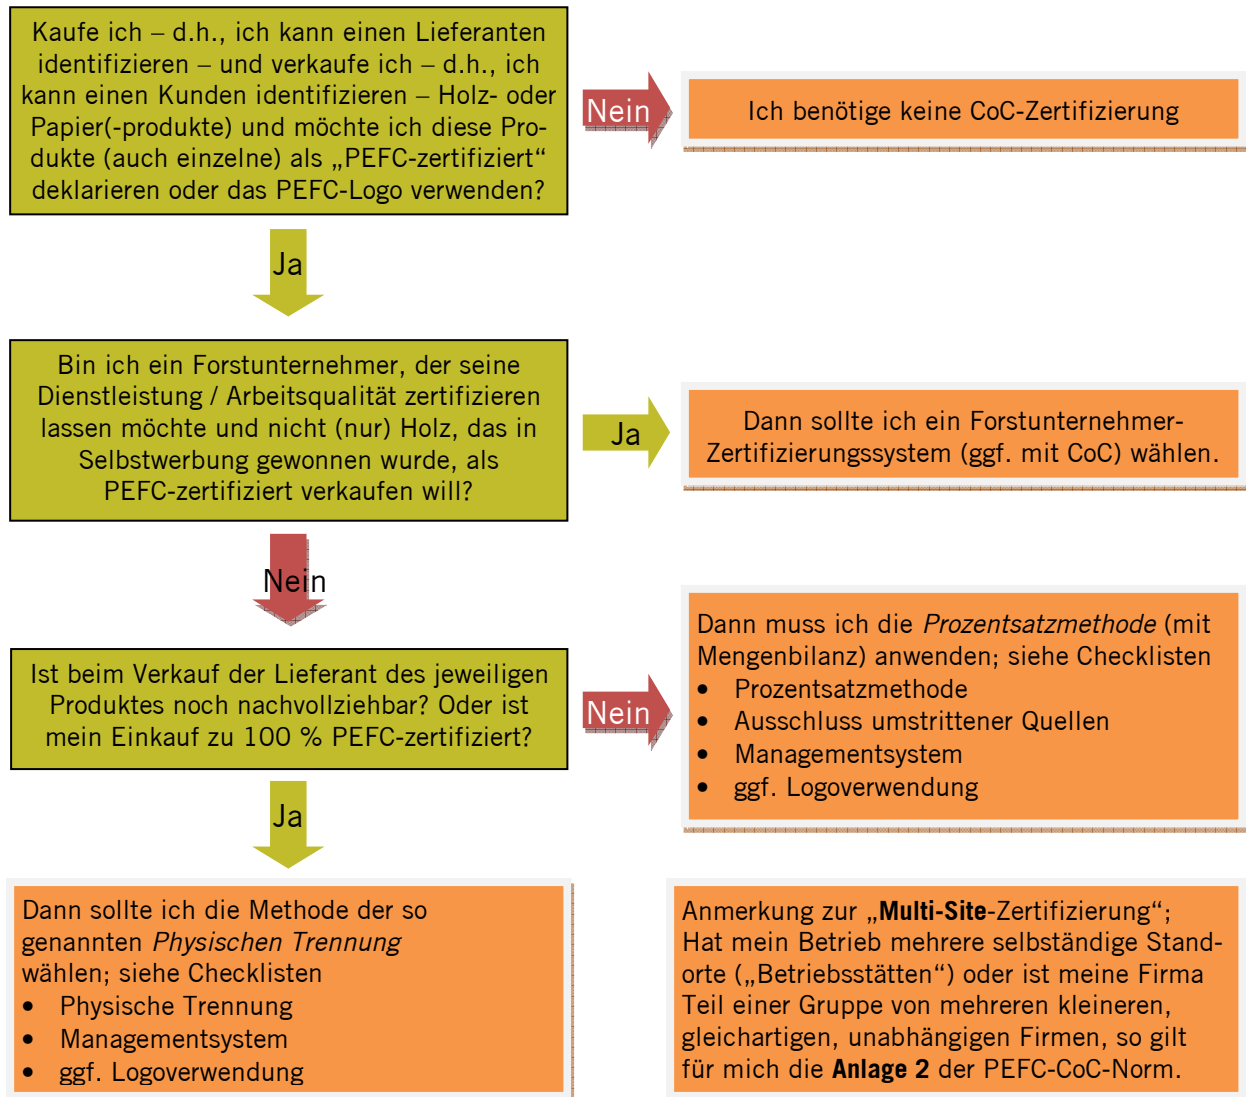 Kaufe ich – d.h., ich kann einen Lieferanten
identifizieren – und verkaufe ich – d.h., ich
kann einen Kunden identifizieren – Holz- oder
Papier(-produkte) und möchte ich diese Pro-
dukte (auch einzelne) als „PEFC-zertifiziert“
deklarieren oder das PEFC-Logo verwenden?
Nein
Ich benötige keine CoC-Zertifizierung
Ja
Bin ich ein Forstunternehmer, der seine
Dienstleistung / Arbeitsqualität zertifizieren
lassen möchte und nicht (nur) Holz, das in
Selbstwerbung gewonnen wurde, als
PEFC-zertifiziert verkaufen will?
Ja
Dann sollte ich ein Forstunternehmer-
Zertifizierungssystem (ggf. mit CoC) wählen.
Nein
Ist beim Verkauf der Lieferant des jeweiligen
Produktes noch nachvollziehbar? Oder ist
mein Einkauf zu 100 % PEFC-zertifiziert?
Nein
Dann muss ich die Prozentsatzmethode (mit
Mengenbilanz) anwenden; siehe Checklisten
• Prozentsatzmethode
• Ausschluss umstrittener Quellen
• Managementsystem
• ggf. Logoverwendung
Ja
Dann sollte ich die Methode der so
genannten Physischen Trennung
wählen; siehe Checklisten
• Physische Trennung
• Managementsystem
• ggf. Logoverwendung
Anmerkung zur „Multi-Site-Zertifizierung“;
Hat mein Betrieb mehrere selbständige Stand-
orte („Betriebsstätten“) oder ist meine Firma
Teil einer Gruppe von mehreren kleineren,
gleichartigen, unabhängigen Firmen, so gilt
für mich die Anlage 2 der PEFC-CoC-Norm.